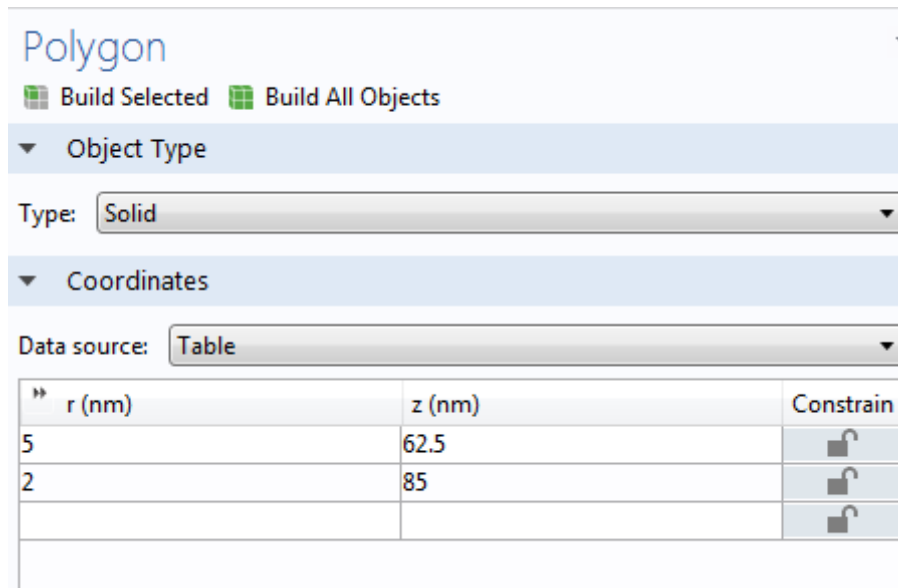 Polygon
Build Selected Build All Objects
Object Type
Type: Solid
Coordinates
Data source: Table
r (nm) z (nm) Constrain
5 62.5
2 85